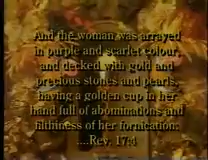 And the woman was arrayed
in purple and scarlet colour,
and decked with gold and
precious stones and pearls,
having a golden cup in her
hand full of abominations and
filthiness of her fornication:
....Rev. 17:4